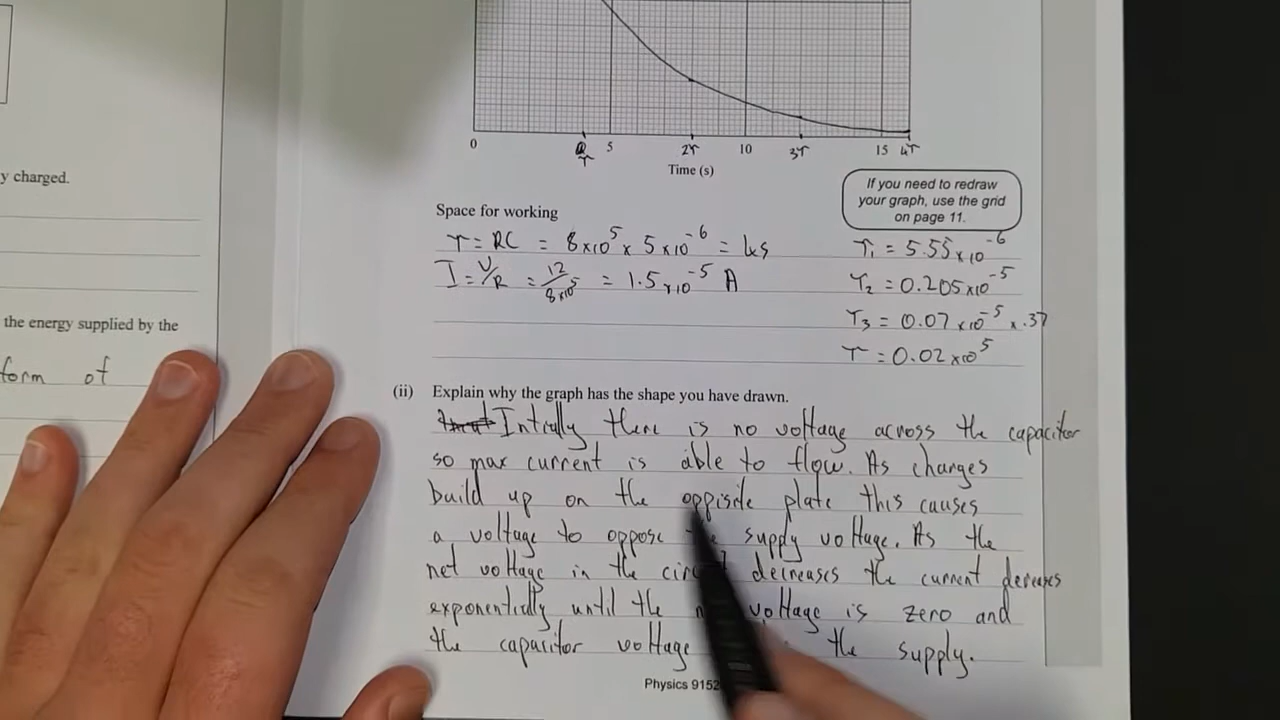 0 τ 5 2τ 10 3τ 15 4τ
Time (s)
y charged.
If you need to redraw
your graph, use the grid
on page 11.
Space for working
τ = RC = 8×10⁵ × 5×10⁻⁶ = 4s
τ₁ = 5.55×10⁻⁶
I = V/R = 12/8×10⁵ = 1.5×10⁻⁵ A
τ₂ = 0.205×10⁻⁵
the energy supplied by the
τ₃ = 0.07×10⁻⁵ × .37
τ = 0.02×10⁵
form of
(ii) Explain why the graph has the shape you have drawn.
Intially there is no voltage across the capacitor
so max current is able to flow. As charges
build up on the oppisite plate this causes
a voltage to oppose the supply voltage. As the
net voltage in the circuit decreases the current decreases
exponentially until the voltage is zero and
the capacitor voltage the supply.
Physics 9152